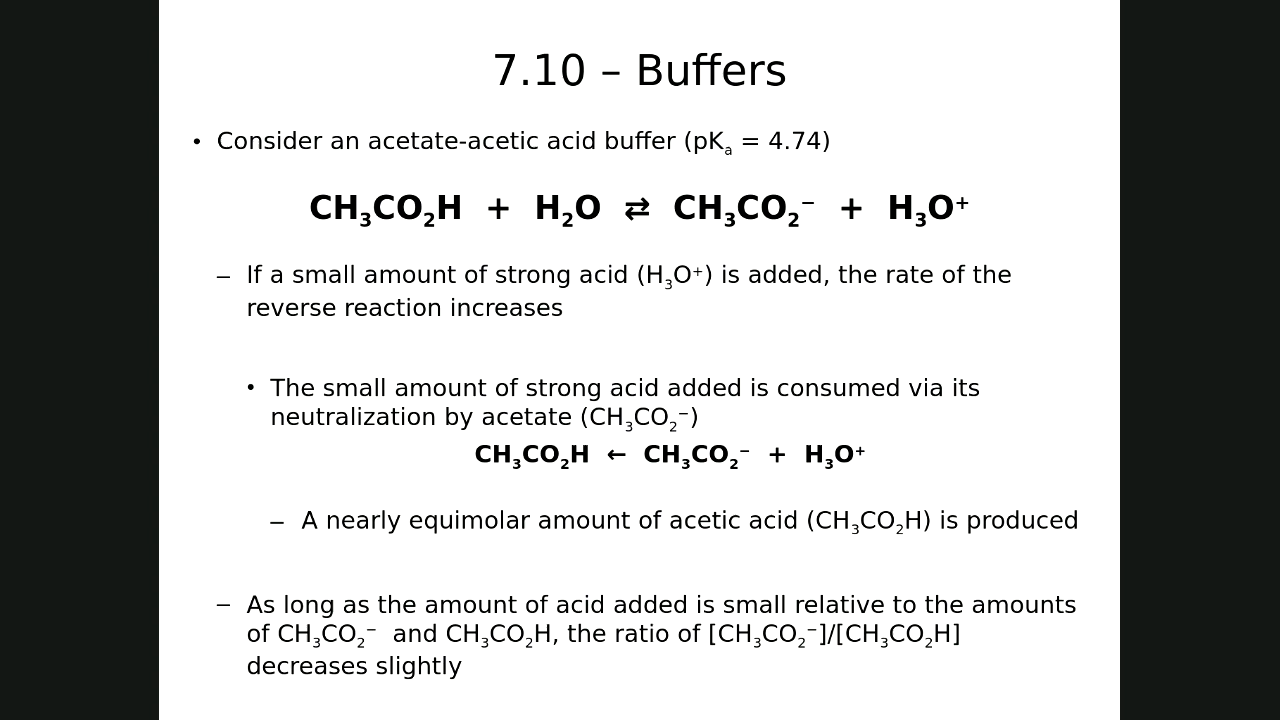 7.10 – Buffers
• Consider an acetate-acetic acid buffer (pKₐ = 4.74)
CH₃CO₂H + H₂O ⇄ CH₃CO₂⁻ + H₃O⁺
– If a small amount of strong acid (H₃O⁺) is added, the rate of the
reverse reaction increases
• The small amount of strong acid added is consumed via its
neutralization by acetate (CH₃CO₂⁻)
CH₃CO₂H ← CH₃CO₂⁻ + H₃O⁺
– A nearly equimolar amount of acetic acid (CH₃CO₂H) is produced
– As long as the amount of acid added is small relative to the amounts
of CH₃CO₂⁻ and CH₃CO₂H, the ratio of [CH₃CO₂⁻]/[CH₃CO₂H]
decreases slightly